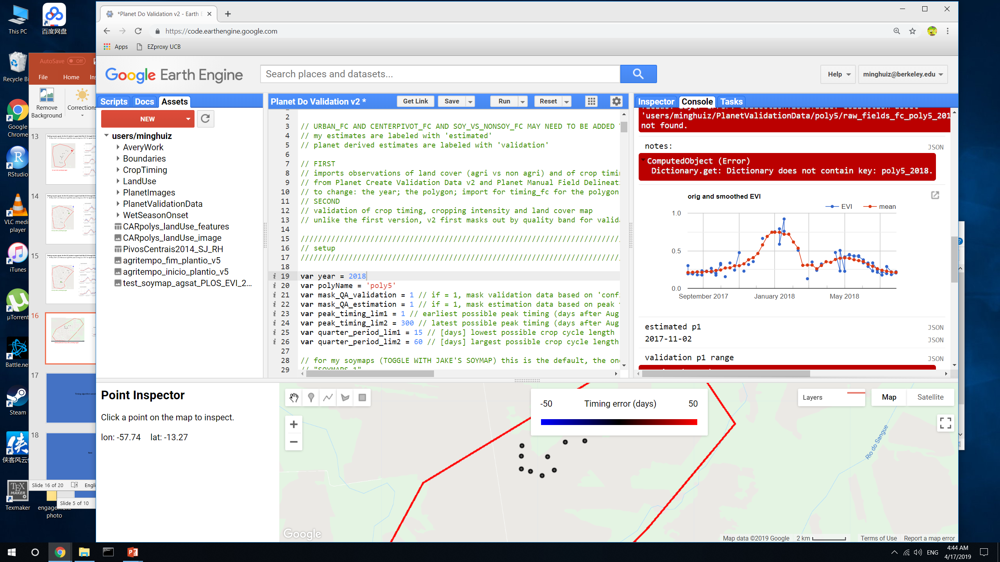 This PC
百度网盘
Recycle Bi
Google Chrome
RStudio
VLC medi
player
iTunes
µTorrent
Battle.ne
侠客风云
Steam
Texmaker
engagement
photo
AutoSave Off
File Home Ins
Remove Background
Corrections
13
14
15
16
17
18
Slide 16 of 20 Engli
Slide 5 of 10
*Planet Do Validation v2 - Earth E
https://code.earthengine.google.com
Apps EZproxy UCB
Google Earth Engine
Search places and datasets...
Help
minghuiz@berkeley.edu
Scripts Docs Assets
NEW
users/minghuiz
AveryWork
Boundaries
CropTiming
LandUse
PlanetImages
PlanetValidationData
WetSeasonOnset
CARpolys_landUse_features
CARpolys_landUse_image
PivosCentrais2014_SJ_RH
agritempo_fim_plantio_v5
agritempo_inicio_plantio_v5
test_soymap_agsat_PLOS_EVI_2...
Planet Do Validation v2 *
Get Link Save Run Reset
2
3 // URBAN_FC AND CENTERPIVOT_FC AND SOY_VS_NONSOY_FC MAY NEED TO BE ADDED
4 // my estimates are labeled with 'estimated'
5 // planet derived estimates are labeled with 'validation'
6
7 // FIRST
8 // imports observations of land cover (agri vs non agri) and of crop timin
9 // from Planet Create Validation Data v2 and Planet Manual Field Delineati
10 // to change: the year; the polygon; import for timing_fc for the polygon
11 // SECOND
12 // validation of crop timing, cropping intensity and land cover map
13 // unlike the first version, v2 first masks out by quality band for valida
14
15 //////////////////////////////////////////////////////////////////////////
16 // setup
17 //////////////////////////////////////////////////////////////////////////
18
19 var year = 2018
20 var polyName = 'poly5'
21 var mask_QA_validation = 1 // if = 1, mask validation data based on 'confi
22 var mask_QA_estimation = 1 // if = 1, mask estimation data based on peak
23 var peak_timing_lim1 = 1 // earliest possible peak timing (days after Aug
24 var peak_timing_lim2 = 300 // latest possible peak timing (days after Aug
25 var quarter_period_lim1 = 15 // [days] lowest possible crop cycle length
26 var quarter_period_lim2 = 60 // [days] largest possible crop cycle length
27
28 // for my soymaps (TOGGLE WITH JAKE'S SOYMAP) this is the default, the one
29 // "SOYMAPS 1"
Inspector Console Tasks
'users/minghuiz/PlanetValidationData/poly5/raw_fields_fc_poly5_201
not found.
notes:
JSON
ComputedObject (Error)
Dictionary.get: Dictionary does not contain key: poly5_2018.
orig and smoothed EVI
EVI mean
1.0
0.5
0.0
September 2017 January 2018 May 2018
estimated p1
JSON
2017-11-02
JSON
validation p1 range
JSON
Point Inspector
Click a point on the map to inspect.
lon: -57.74 lat: -13.27
-50 Timing error (days) 50
Layers
Map Satellite
Rio do Sangue
Google
Map data ©2019 Google 2 km Terms of Use Report a map error
ENG
4:44 AM
4/17/2019